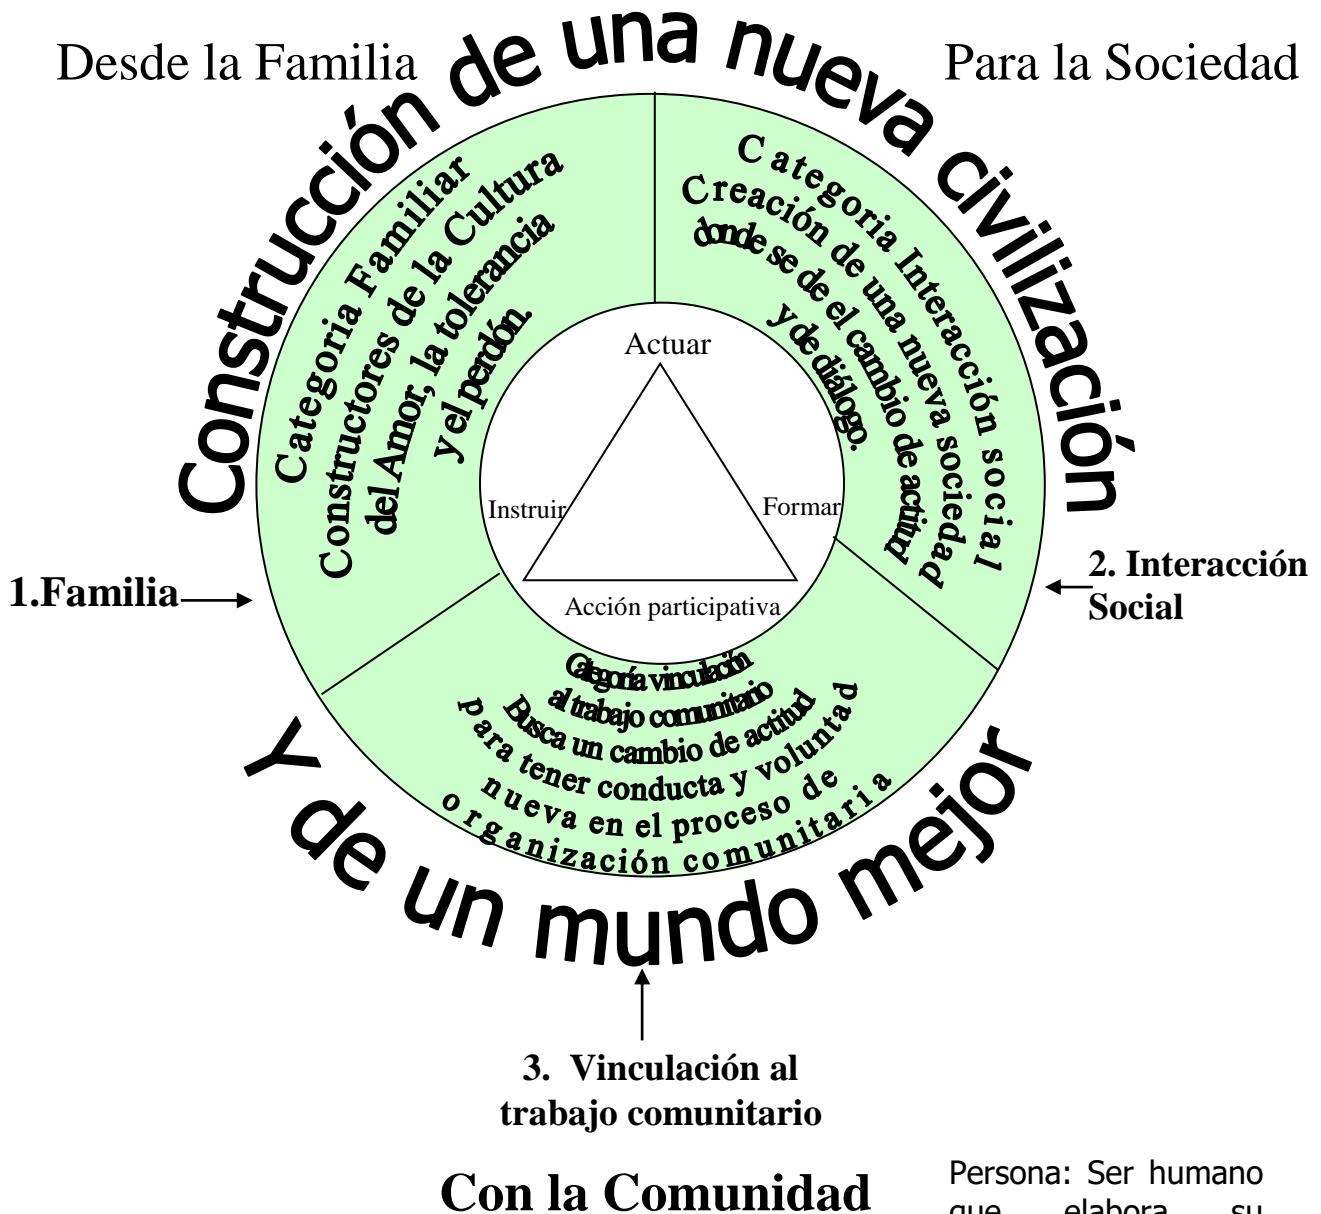 Desde la Familia
Para la Sociedad
Construcción de una nueva civilización
Categoria Familiar
Constructores de la Cultura
del Amor, la tolerancia
y el perdón.
Categoria Interacción social
Creación de una nueva sociedad
donde se de el cambio de actitud
y de diálogo.
Actuar
Instruir
Formar
Acción participativa
1.Familia
2. Interacción
Social
Categoría vinculación
al trabajo comunitario
Busca un cambio de actitud
para tener conducta y voluntad
nueva en el proceso de
organización comunitaria
Y de un mundo mejor
3. Vinculación al
trabajo comunitario
Con la Comunidad
Persona: Ser humano
que elabora su